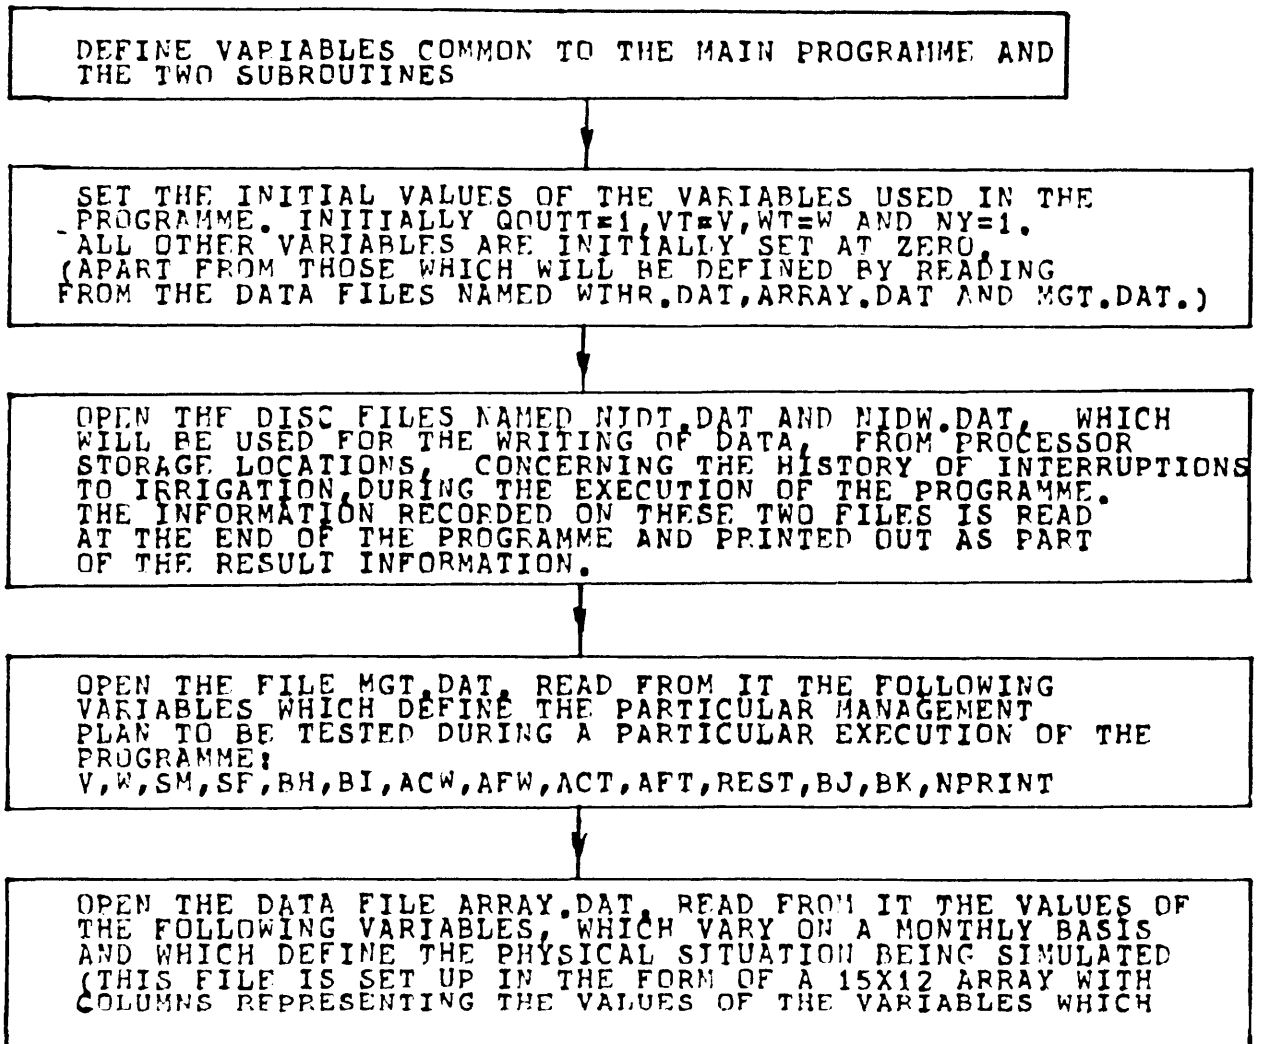 DEFINE VARIABLES COMMON TO THE MAIN PROGRAMME AND
THE TWO SUBROUTINES
SET THE INITIAL VALUES OF THE VARIABLES USED IN THE
PROGRAMME. INITIALLY QOUTT=1,VT=V,WT=W AND NY=1.
ALL OTHER VARIABLES ARE INITIALLY SET AT ZERO,
(APART FROM THOSE WHICH WILL BE DEFINED BY READING
FROM THE DATA FILES NAMED WTHR.DAT,ARRAY.DAT AND MGT.DAT.)
OPEN THE DISC FILES NAMED NIDT.DAT AND NIDW.DAT, WHICH
WILL BE USED FOR THE WRITING OF DATA, FROM PROCESSOR
STORAGE LOCATIONS, CONCERNING THE HISTORY OF INTERRUPTIONS
TO IRRIGATION,DURING THE EXECUTION OF THE PROGRAMME.
THE INFORMATION RECORDED ON THESE TWO FILES IS READ
AT THE END OF THE PROGRAMME AND PRINTED OUT AS PART
OF THE RESULT INFORMATION.
OPEN THE FILE MGT.DAT. READ FROM IT THE FOLLOWING
VARIABLES WHICH DEFINE THE PARTICULAR MANAGEMENT
PLAN TO BE TESTED DURING A PARTICULAR EXECUTION OF THE
PROGRAMME:
V,W,SM,SF,BH,BI,ACW,AFW,ACT,AFT,REST,BJ,BK,NPRINT
OPEN THE DATA FILE ARRAY.DAT. READ FROM IT THE VALUES OF
THE FOLLOWING VARIABLES, WHICH VARY ON A MONTHLY BASIS
AND WHICH DEFINE THE PHYSICAL SITUATION BEING SIMULATED
(THIS FILE IS SET UP IN THE FORM OF A 15X12 ARRAY WITH
COLUMNS REPRESENTING THE VALUES OF THE VARIABLES WHICH